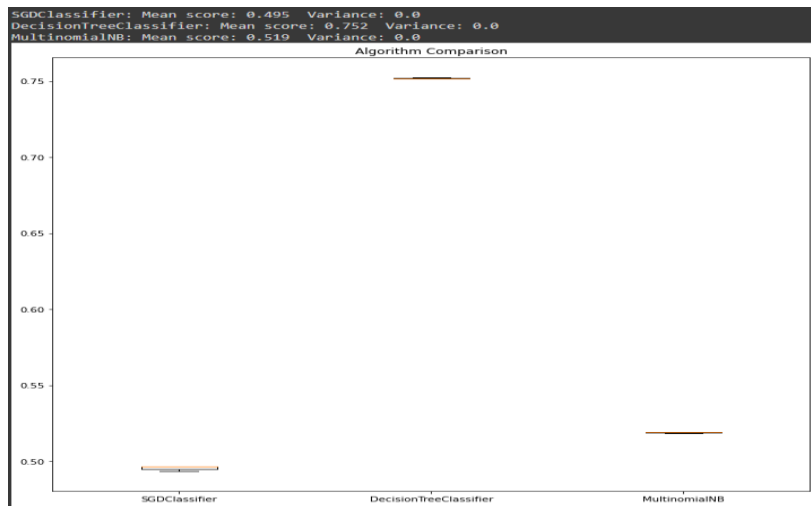 SGDClassifier: Mean score: 0.495  Variance: 0.0
DecisionTreeClassifier: Mean score: 0.752  Variance: 0.0
MultinomialNB: Mean score: 0.519  Variance: 0.0
Algorithm Comparison
0.75
0.70
0.65
0.60
0.55
0.50
SGDClassifier DecisionTreeClassifier MultinomialNB